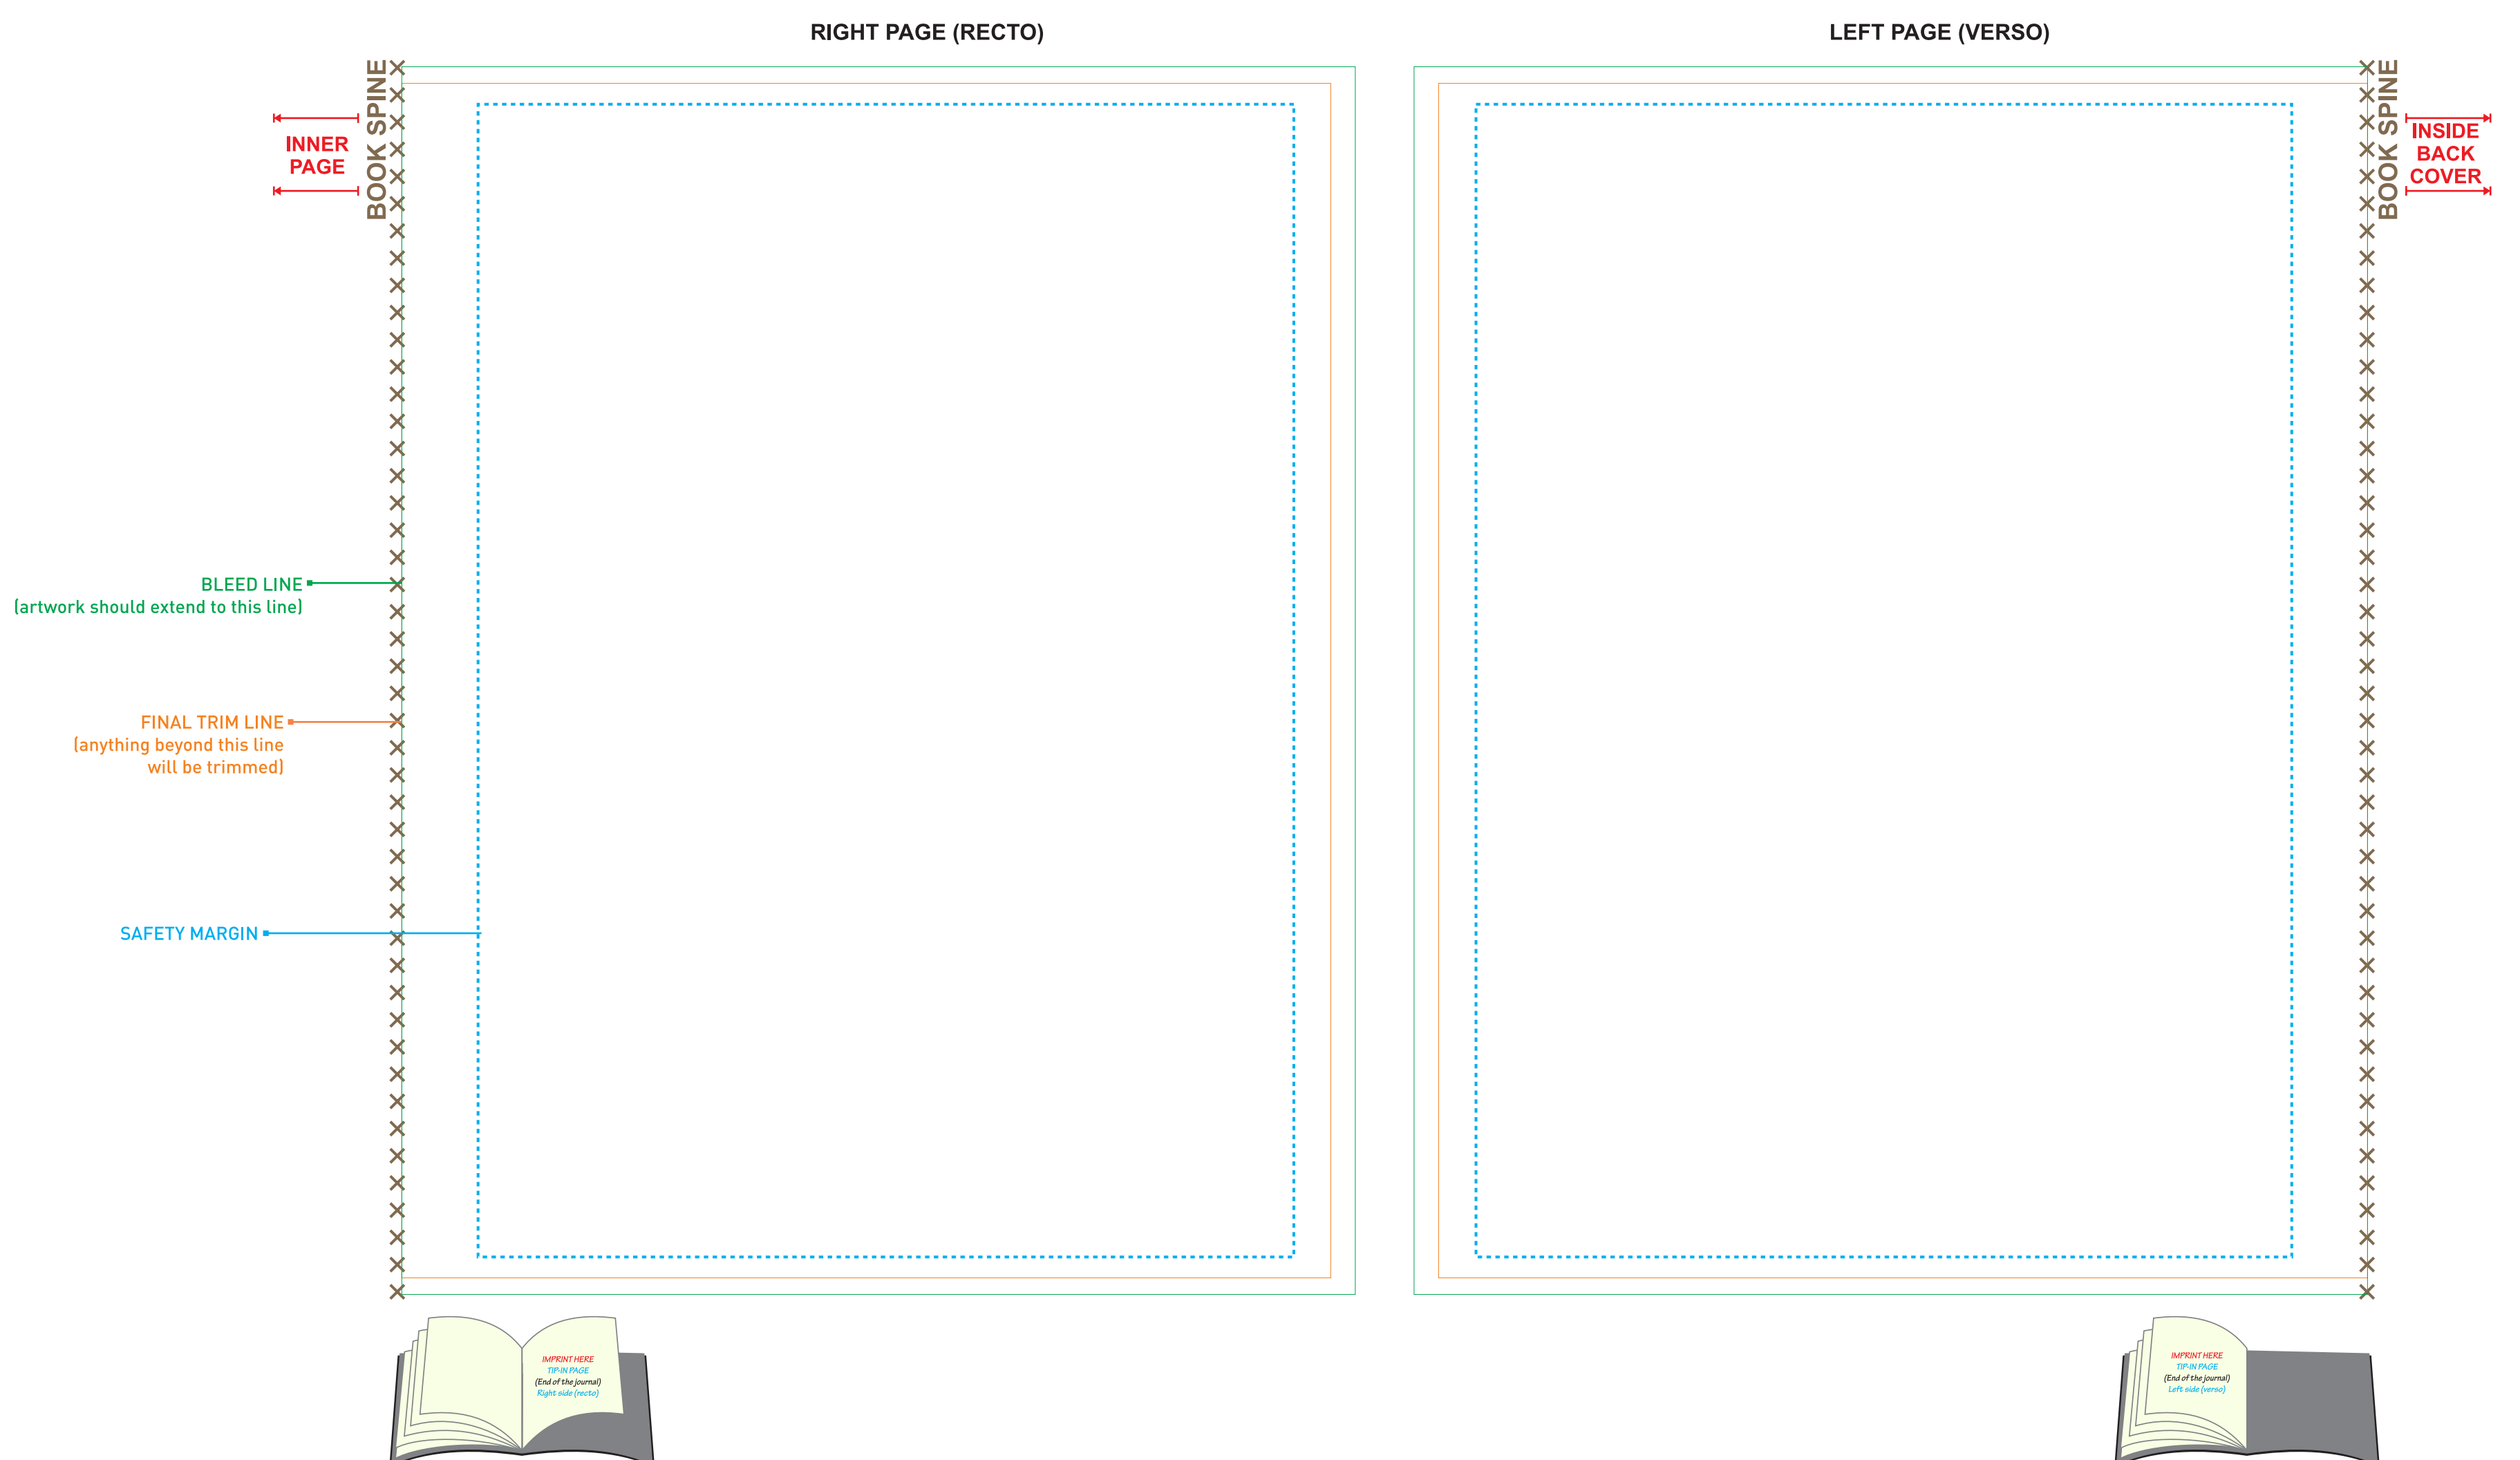 RIGHT PAGE (RECTO)
LEFT PAGE (VERSO)
BOOK SPINE
INNER
PAGE
BOOK SPINE
INSIDE
BACK
COVER
BLEED LINE
(artwork should extend to this line)
FINAL TRIM LINE
(anything beyond this line
will be trimmed)
SAFETY MARGIN
IMPRINT HERE
TIP-IN PAGE
(End of the journal)
Right side (recto)
IMPRINT HERE
TIP-IN PAGE
(End of the journal)
Left side (verso)